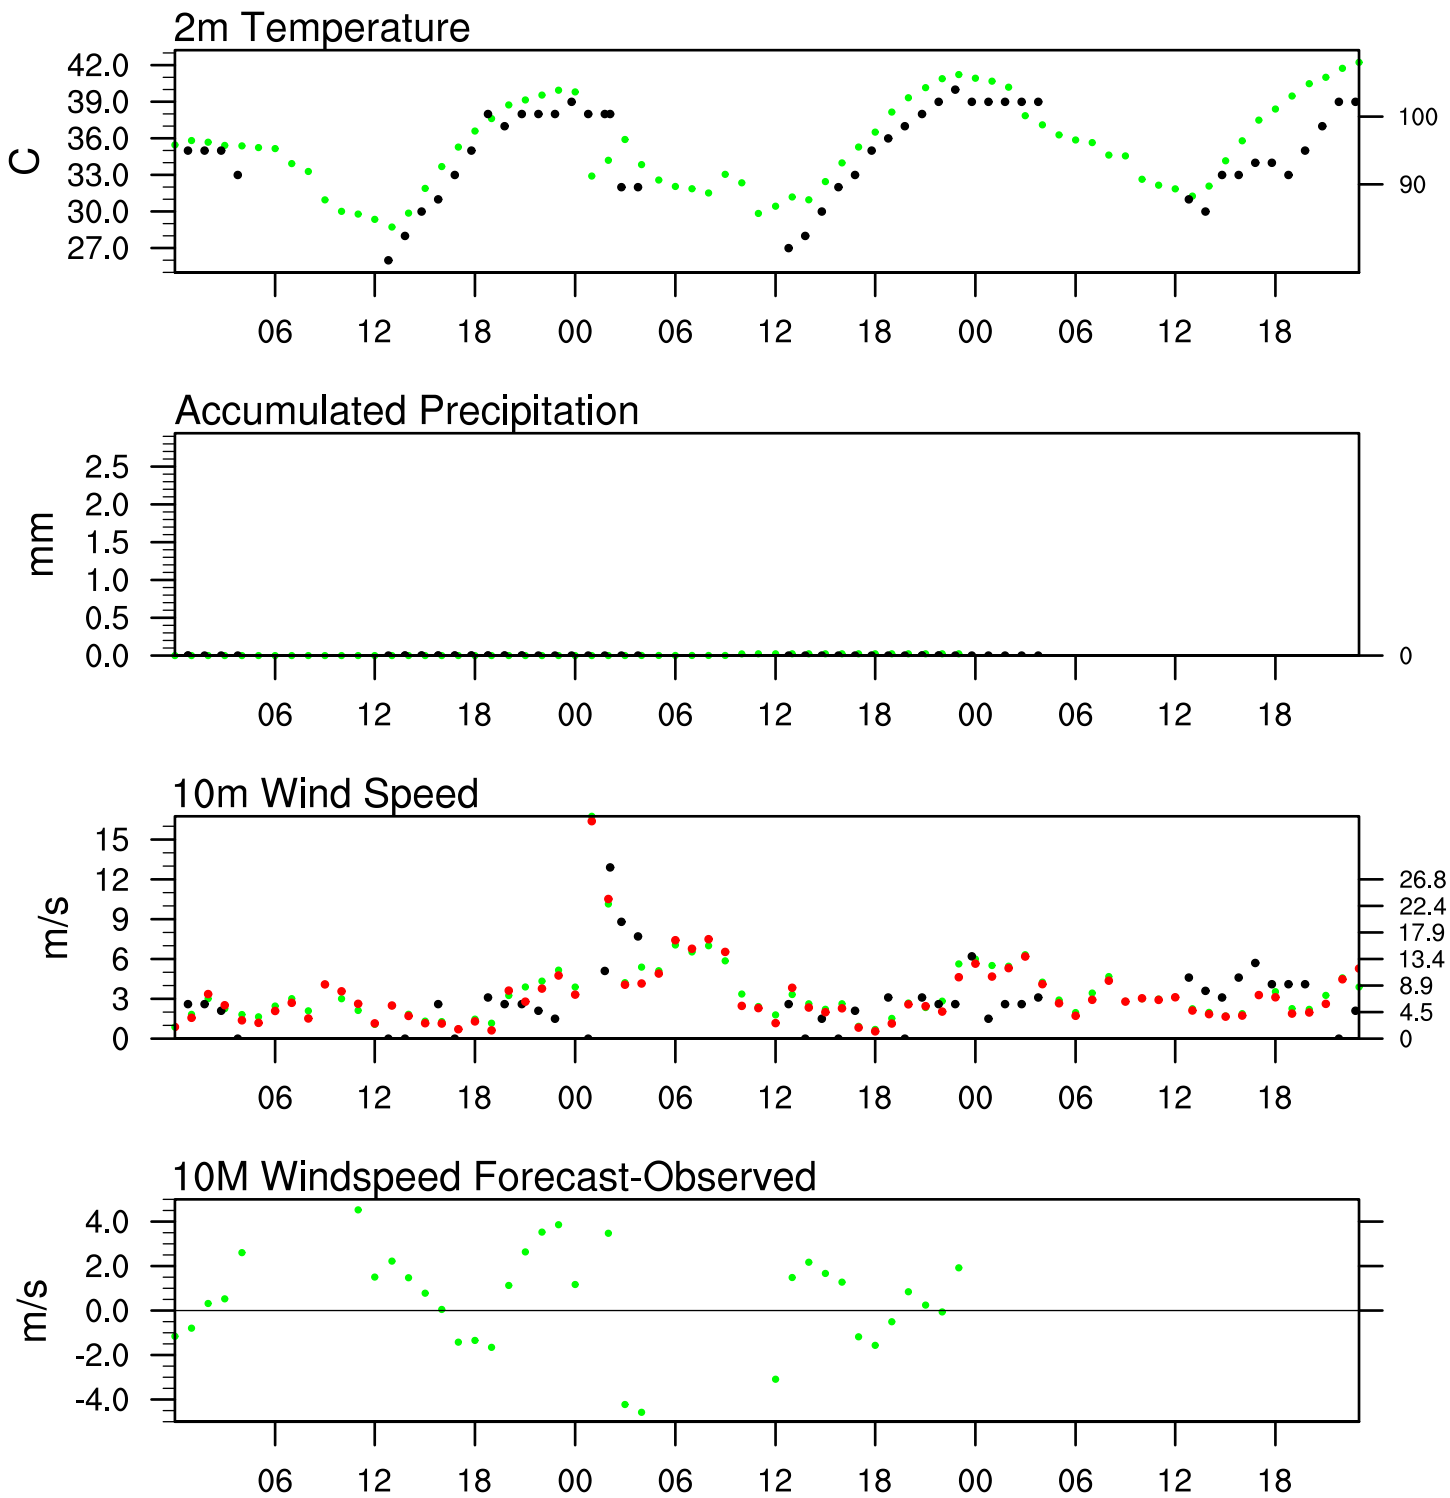 2m Temperature
42.0
39.0
36.0
33.0
30.0
27.0
C
100
90
06 12 18 00 06 12 18 00 06 12 18
Accumulated Precipitation
2.5
2.0
1.5
1.0
0.5
0.0
mm
0
06 12 18 00 06 12 18 00 06 12 18
10m Wind Speed
15
12
9
6
3
0
m/s
26.8
22.4
17.9
13.4
8.9
4.5
0
06 12 18 00 06 12 18 00 06 12 18
10M Windspeed Forecast-Observed
4.0
2.0
0.0
-2.0
-4.0
m/s
06 12 18 00 06 12 18 00 06 12 18